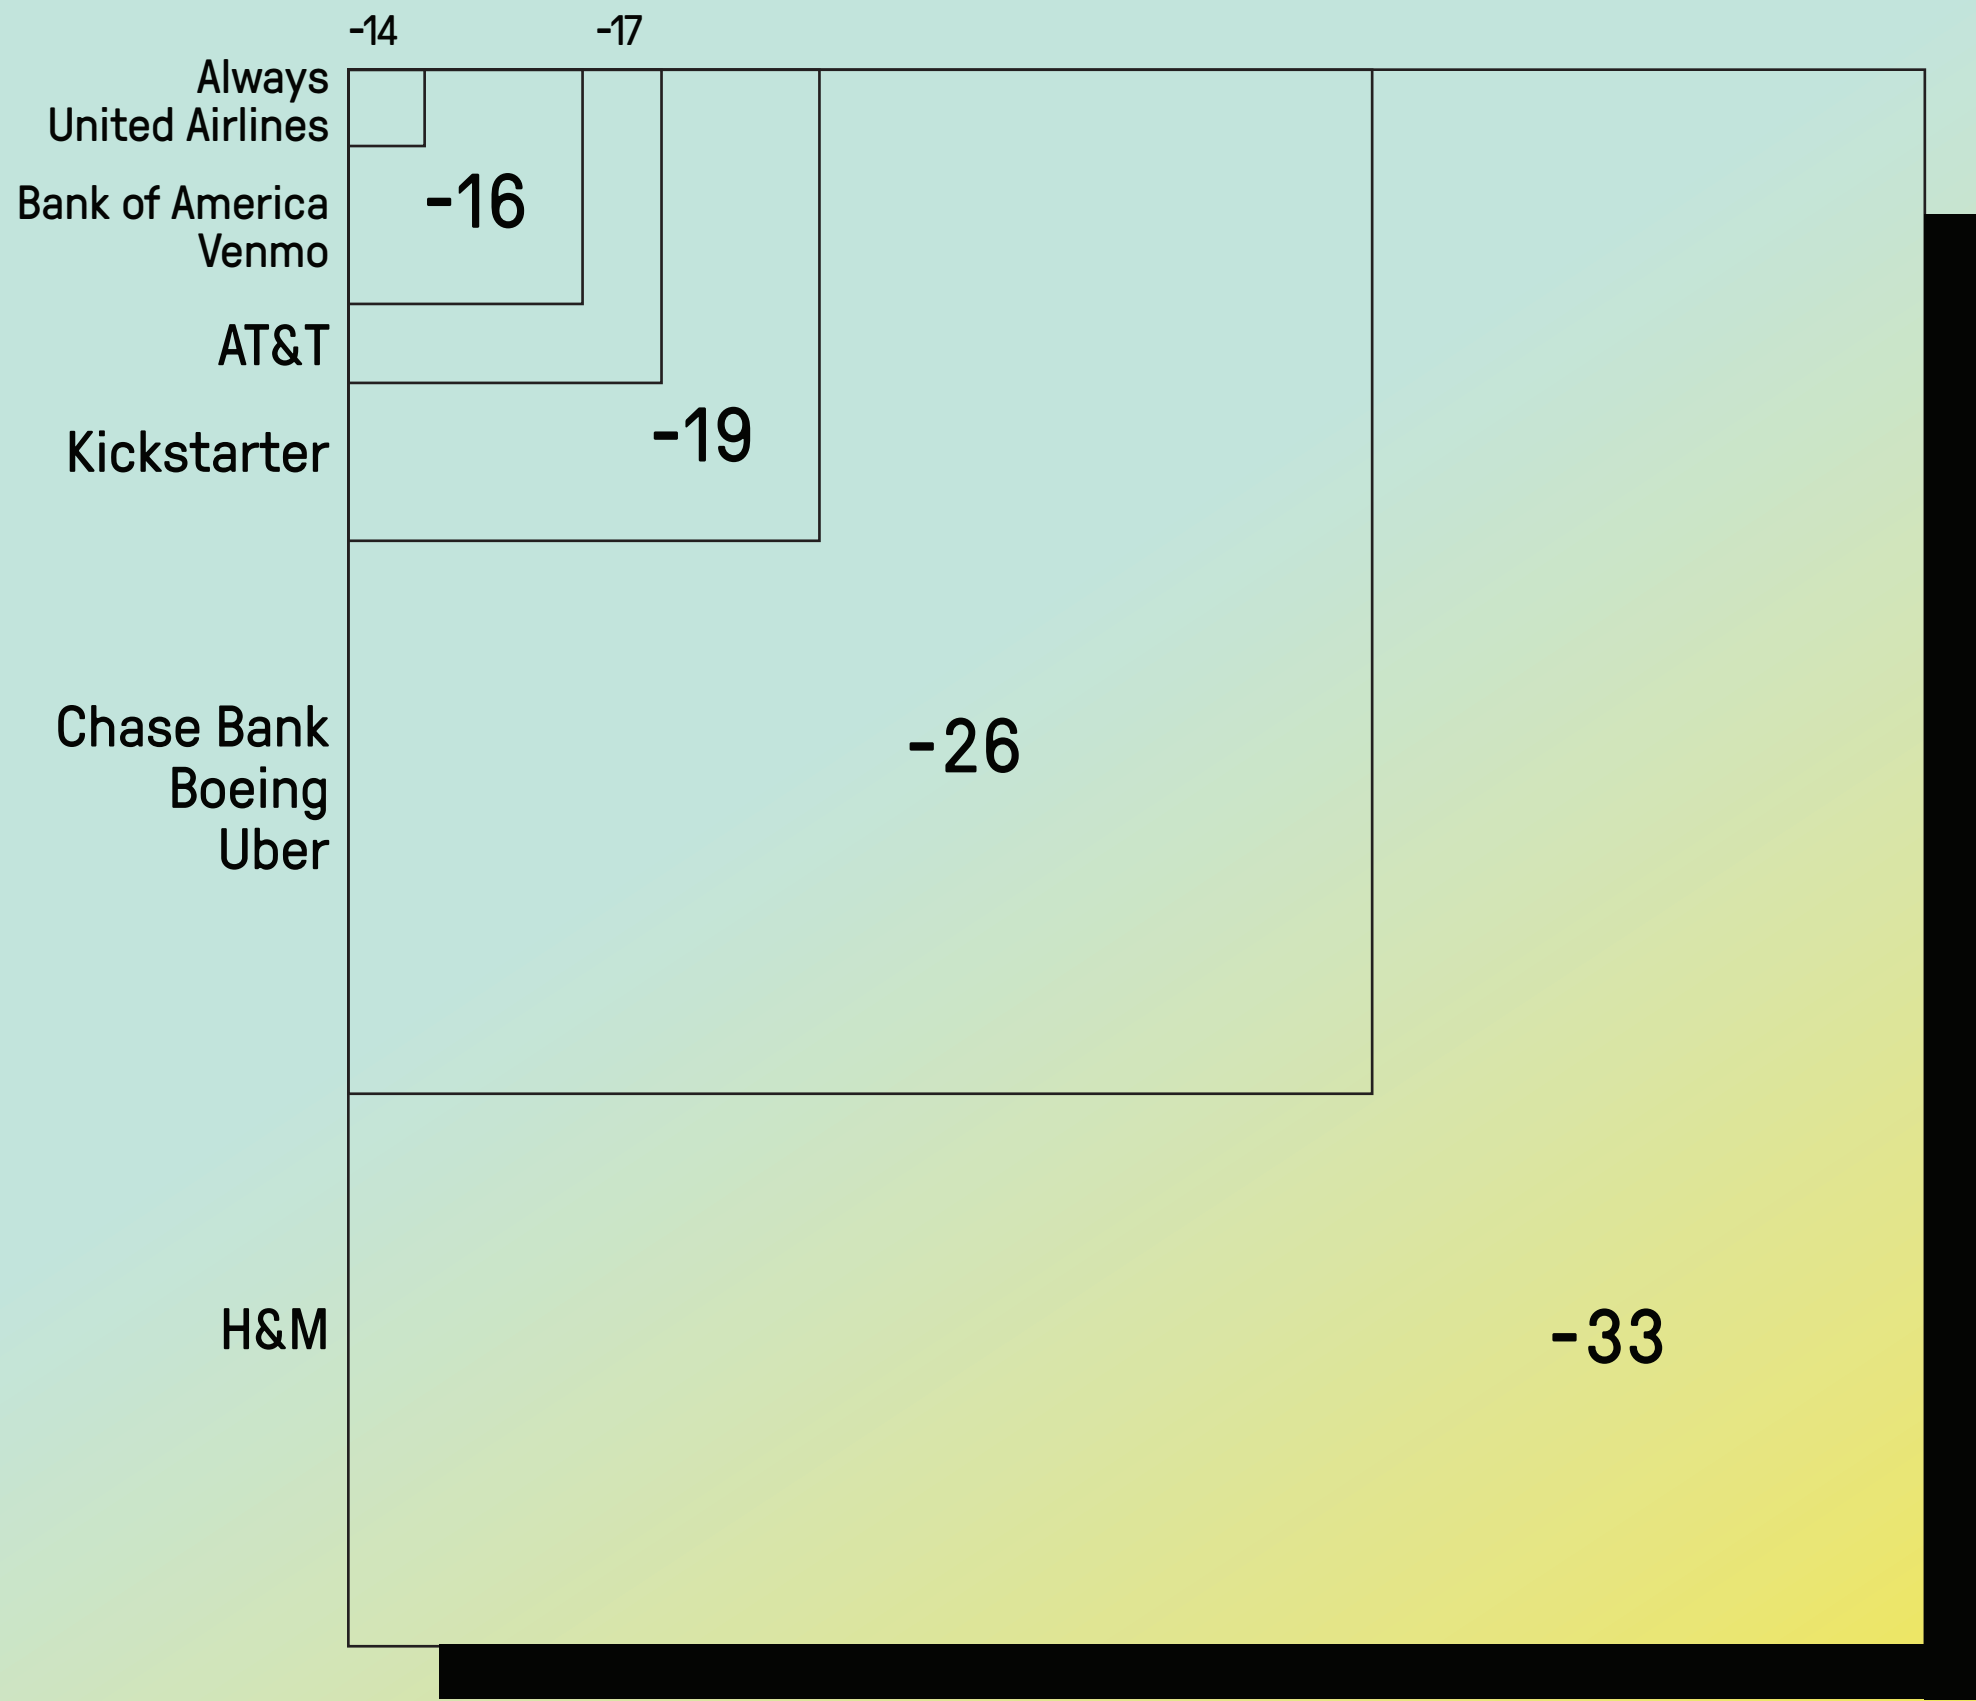 -14
-17
Always
United Airlines
Bank of America
Venmo
-16
AT&T
Kickstarter
-19
Chase Bank
Boeing
Uber
-26
H&M
-33